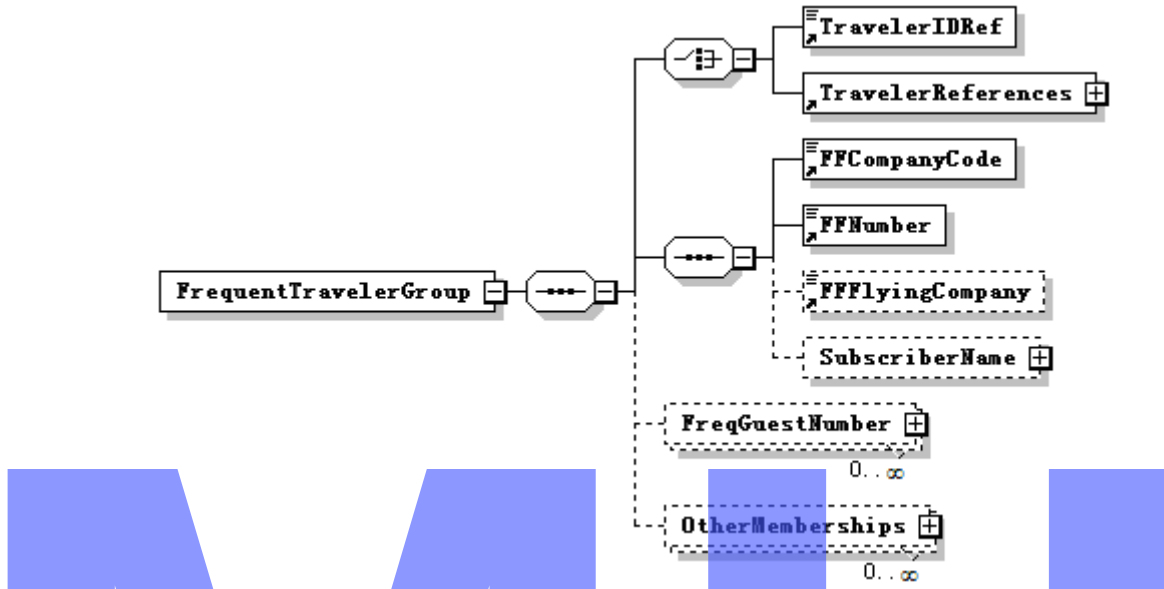 TravelerIDRef
TravelerReferences
FFCompanyCode
FFNumber
FrequentTravelerGroup
FFFlyingCompany
SubscriberName
FreqGuestNumber
0..∞
OtherMemberships
0..∞